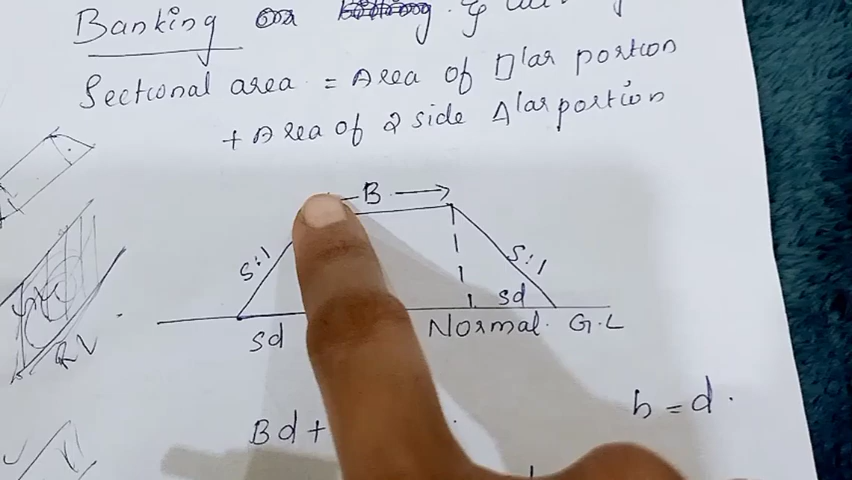 Banking or
Sectional area = Area of □lar portion
+ Area of 2 side Δlar portion
B
S:1
S:1
sd
sd
Normal. G.L
Bd +
h = d.